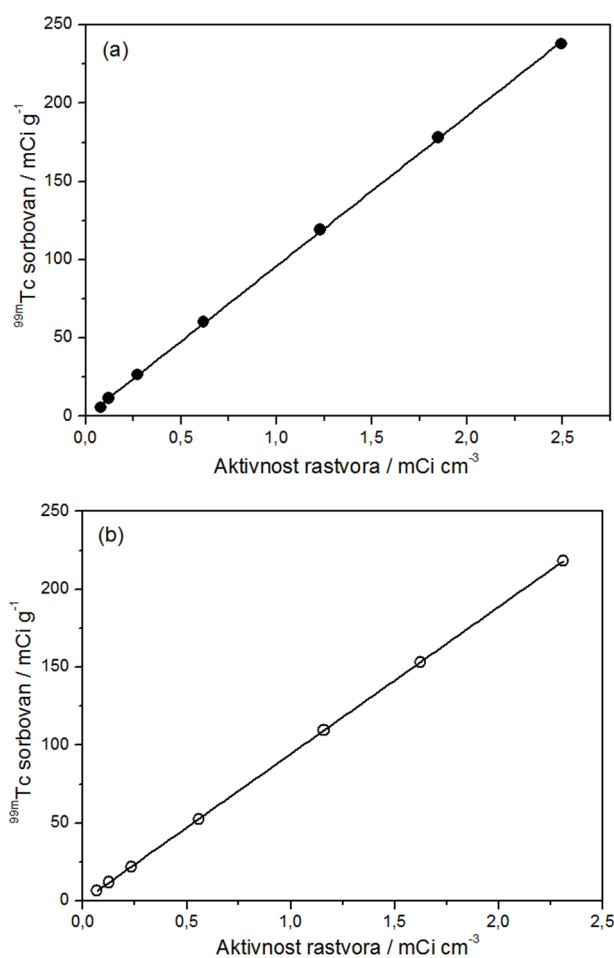 (a)
250
200
150
100
50
0
⁹⁹ᵐTc sorbovan / mCi g⁻¹
0,0 0,5 1,0 1,5 2,0 2,5
Aktivnost rastvora / mCi cm⁻³
(b)
250
200
150
100
50
0
⁹⁹ᵐTc sorbovan / mCi g⁻¹
0,0 0,5 1,0 1,5 2,0 2,5
Aktivnost rastvora / mCi cm⁻³